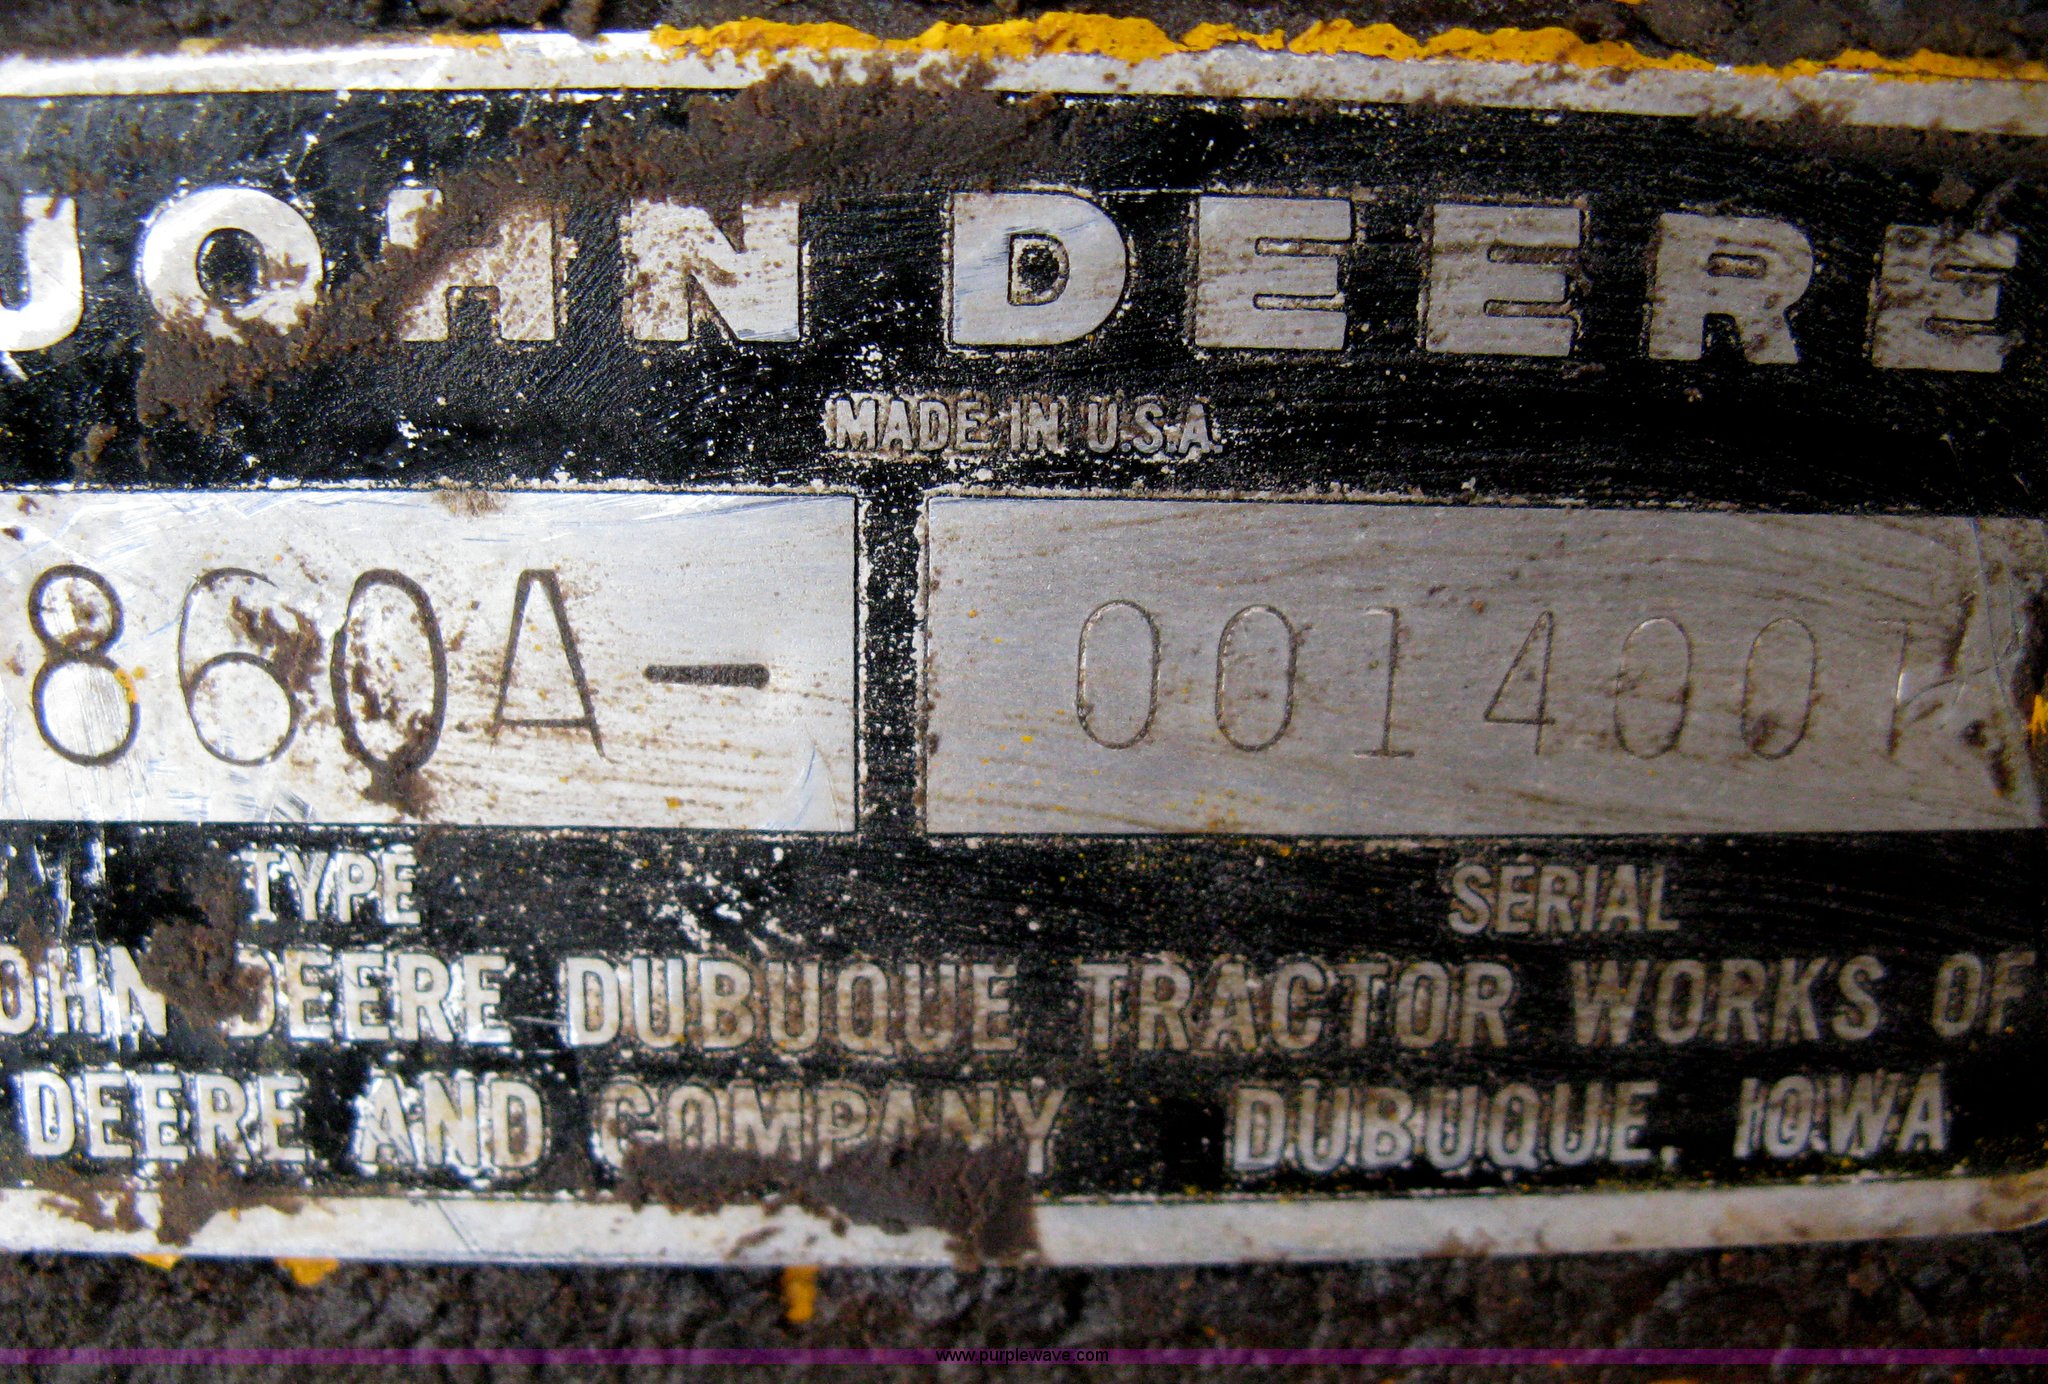 JOHN DEERE
MADE IN U.S.A.
860A- 001400T
TYPE SERIAL
JOHN DEERE DUBUQUE TRACTOR WORKS OF
DEERE AND COMPANY DUBUQUE, IOWA
www.purplewave.com